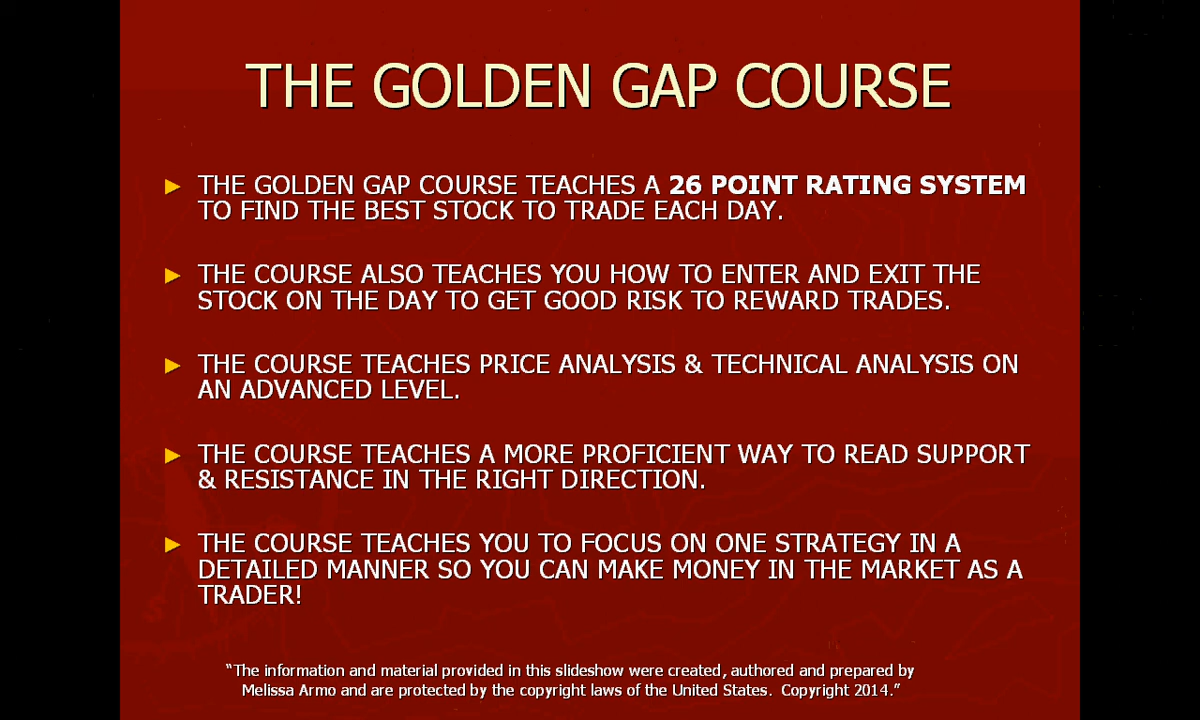 THE GOLDEN GAP COURSE
► THE GOLDEN GAP COURSE TEACHES A 26 POINT RATING SYSTEM
TO FIND THE BEST STOCK TO TRADE EACH DAY.
► THE COURSE ALSO TEACHES YOU HOW TO ENTER AND EXIT THE
STOCK ON THE DAY TO GET GOOD RISK TO REWARD TRADES.
► THE COURSE TEACHES PRICE ANALYSIS & TECHNICAL ANALYSIS ON
AN ADVANCED LEVEL.
► THE COURSE TEACHES A MORE PROFICIENT WAY TO READ SUPPORT
& RESISTANCE IN THE RIGHT DIRECTION.
► THE COURSE TEACHES YOU TO FOCUS ON ONE STRATEGY IN A
DETAILED MANNER SO YOU CAN MAKE MONEY IN THE MARKET AS A
TRADER!
“The information and material provided in this slideshow were created, authored and prepared by
Melissa Armo and are protected by the copyright laws of the United States.  Copyright 2014.”